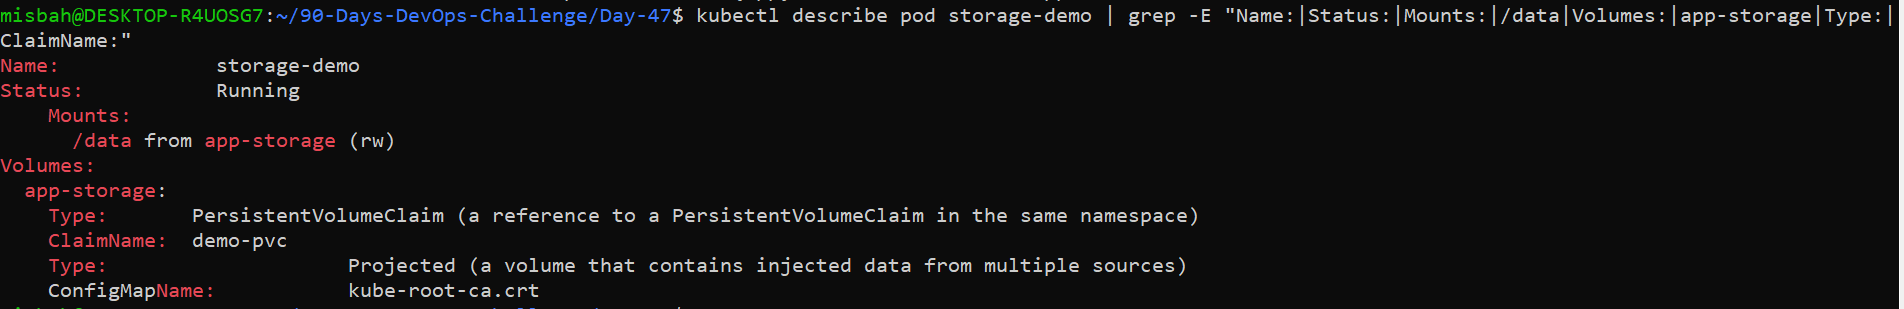 misbah@DESKTOP-R4UOSG7:~/90-Days-DevOps-Challenge/Day-47$ kubectl describe pod storage-demo | grep -E "Name:|Status:|Mounts:|/data|Volumes:|app-storage|Type:|
ClaimName:"
Name:             storage-demo
Status:           Running
    Mounts:
      /data from app-storage (rw)
Volumes:
  app-storage:
    Type:       PersistentVolumeClaim (a reference to a PersistentVolumeClaim in the same namespace)
    ClaimName:  demo-pvc
    Type:                    Projected (a volume that contains injected data from multiple sources)
    ConfigMapName:           kube-root-ca.crt